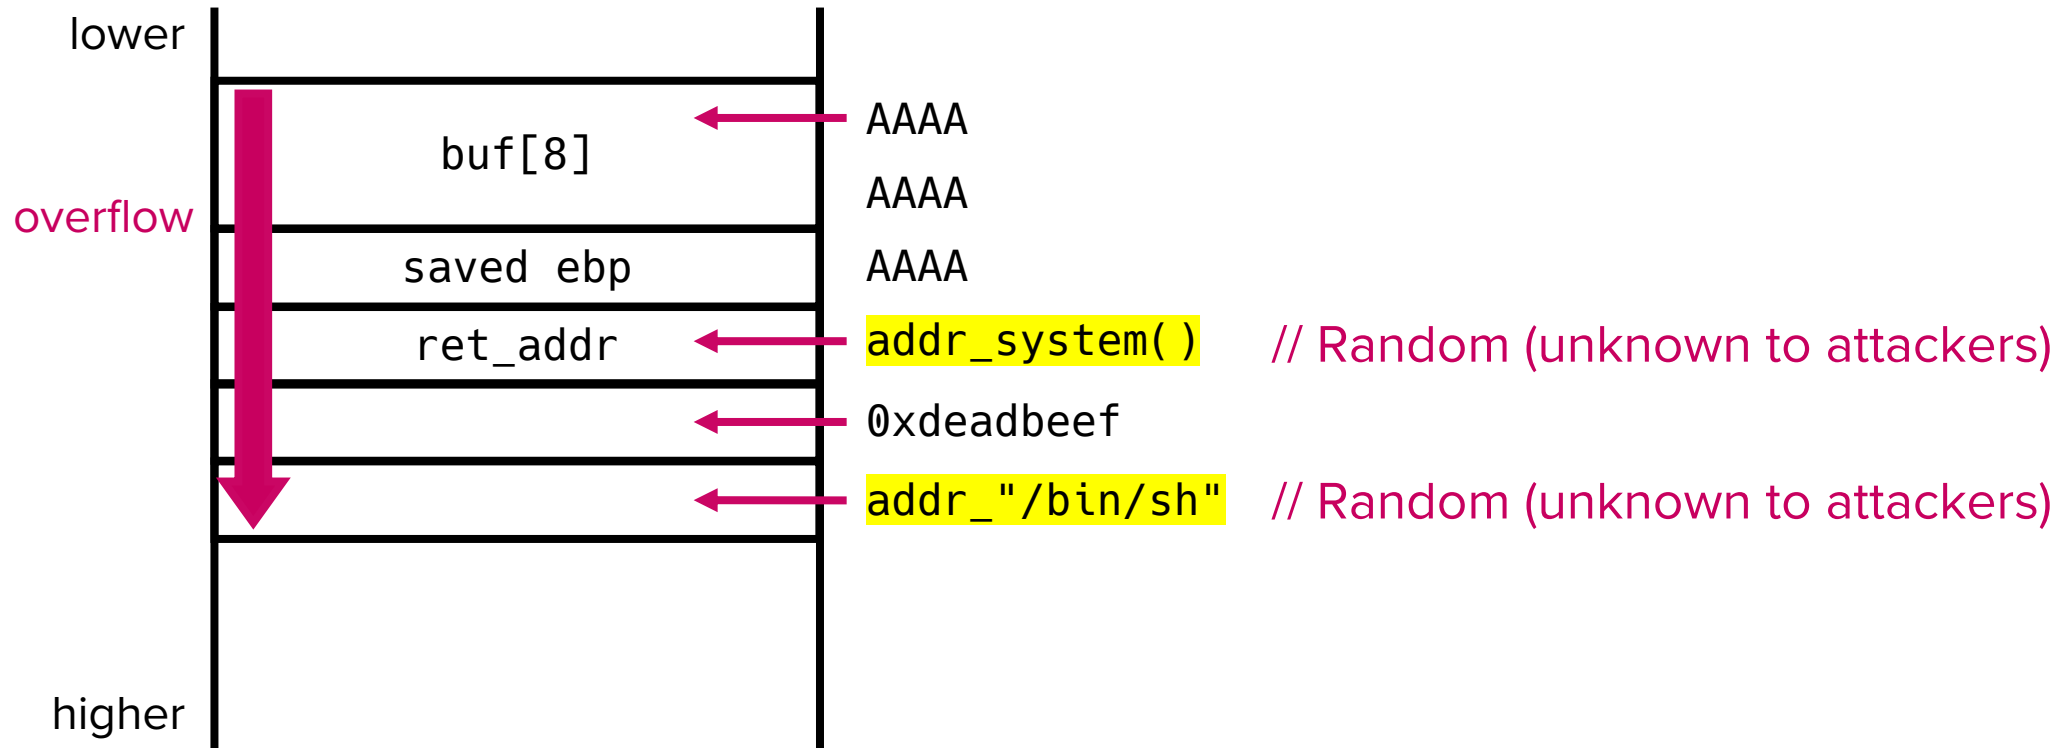 lower
AAAA
buf[8]
AAAA
overflow
saved ebp
AAAA
ret_addr
addr_system()
// Random (unknown to attackers)
0xdeadbeef
addr_"/bin/sh"
// Random (unknown to attackers)
higher